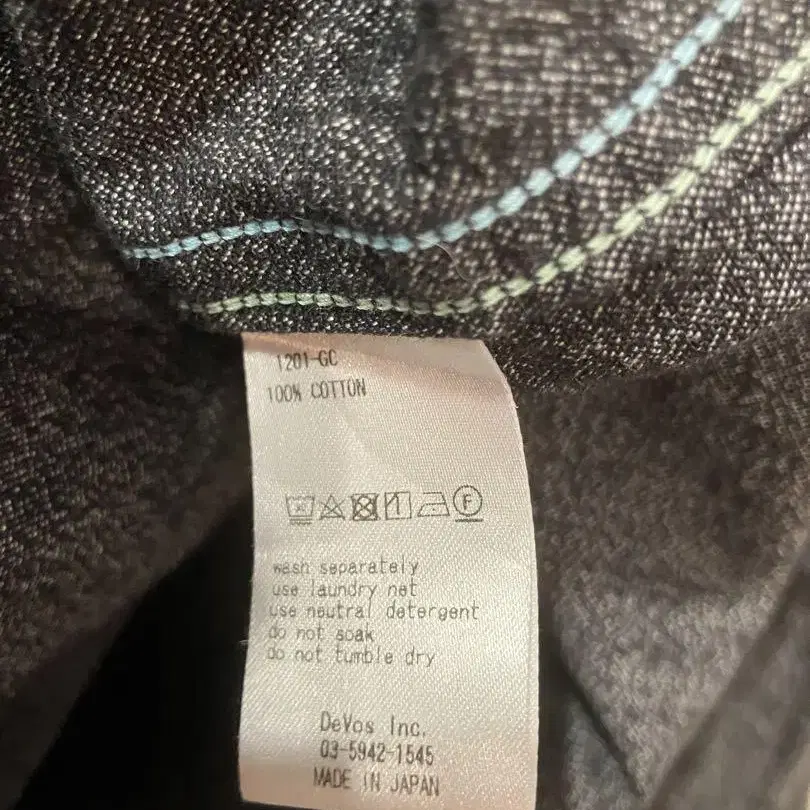 1201-GC
100% COTTON
F
wash separately
use laundry net
use neutral detergent
do not soak
do not tumble dry
DeVos Inc.
03-5942-1545
MADE IN JAPAN